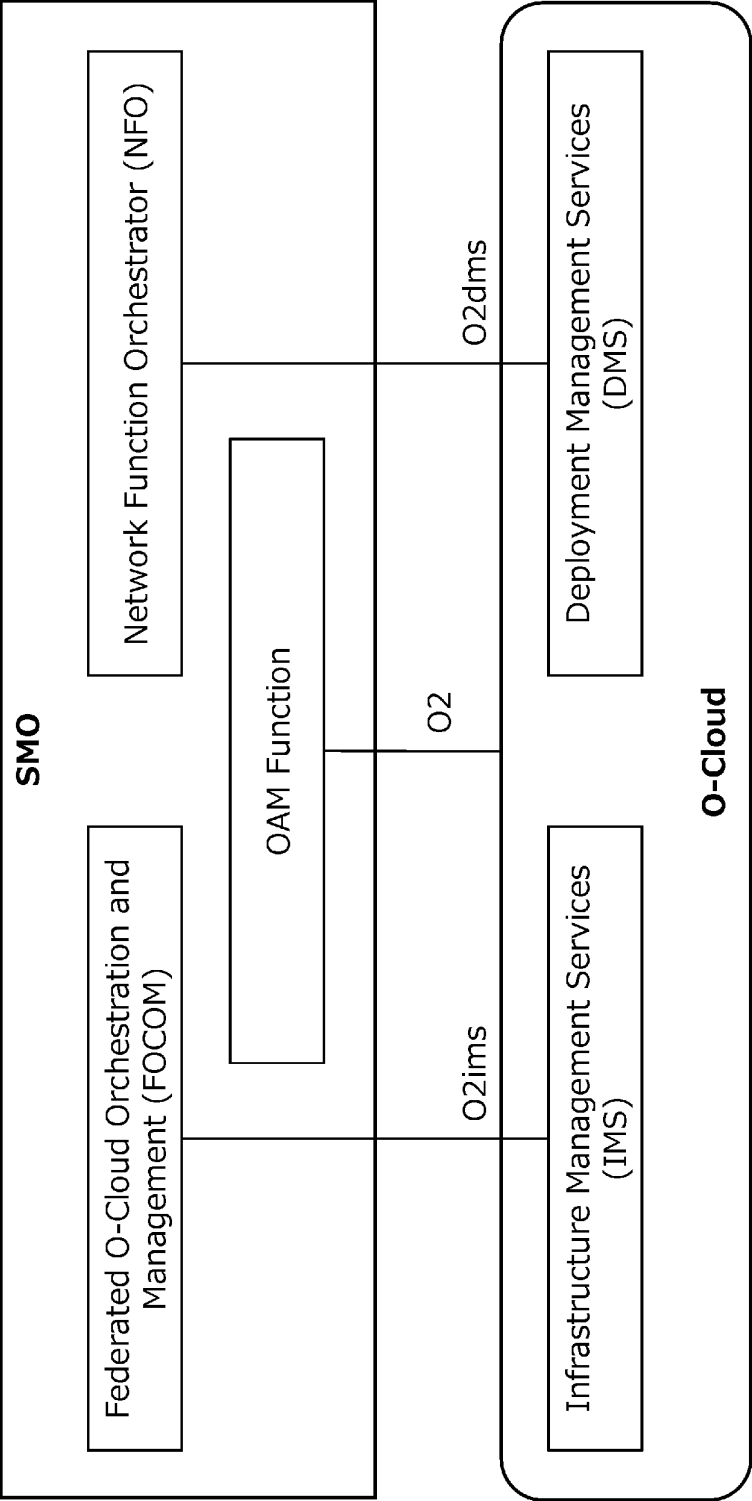 SMO
Federated O-Cloud Orchestration and
Management (FOCOM)
Network Function Orchestrator (NFO)
OAM Function
O2ims
O2
O2dms
Infrastructure Management Services
(IMS)
Deployment Management Services
(DMS)
O-Cloud